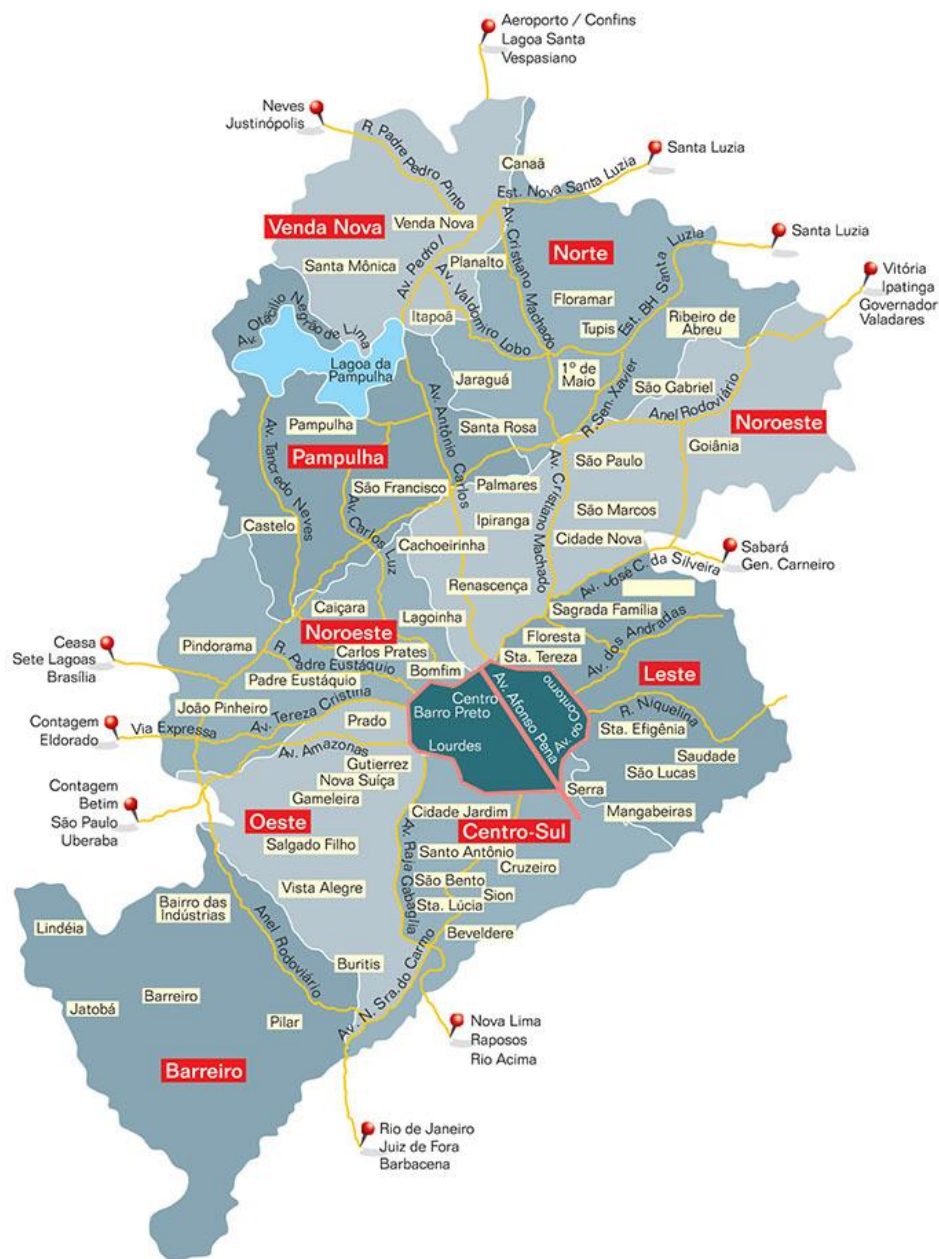 Aeroporto / Confins
Lagoa Santa
Vespasiano
Neves
Justinópolis
R. Padre Pedro Pinto
Canaã
Est. Nova Santa Luzia
Santa Luzia
Venda Nova
Venda Nova
Av. Pedro I
Av. Cristiano Machado
Norte
Santa Luzia
Santa Mônica
Planalto
Av. Valdomiro Lobo
Floramar
Est. BH Santa Luzia
Vitória
Ipatinga
Governador
Valadares
Av. Otacílio Negrão de Lima
Itapoã
Tupis
Ribeiro de
Abreu
Lagoa da
Pampulha
Jaraguá
1º de
Maio
R. Sen. Xavier
São Gabriel
Anel Rodoviário
Noroeste
Pampulha
Av. Antônio Carlos
Santa Rosa
Goiânia
Pampulha
Av. Tancredo Neves
São Paulo
São Francisco
Palmares
Av. Cristiano Machado
Castelo
Av. Carlos Luz
Ipiranga
São Marcos
Cachoeirinha
Cidade Nova
Sabará
Gen. Carneiro
Renascença
Av. José C. da Silveira
Caiçara
Lagoinha
Sagrada Família
Noroeste
Pindorama
Carlos Prates
Floresta
Av. dos Andradas
Ceasa
Sete Lagoas
Brasília
R. Padre Eustáquio
Bomfim
Sta. Tereza
Leste
Padre Eustáquio
João Pinheiro
Av. Tereza Cristina
Centro
Barro Preto
Av. Afonso Pena
Av. do Contorno
R. Niquelina
Contagem
Eldorado
Via Expressa
Prado
Sta. Efigênia
Av. Amazonas
Lourdes
Saudade
Gutierrez
São Lucas
Contagem
Betim
São Paulo
Uberaba
Nova Suíça
Gameleira
Serra
Oeste
Cidade Jardim
Mangabeiras
Centro-Sul
Salgado Filho
Av. Raja Gabaglia
Santo Antônio
Cruzeiro
Vista Alegre
São Bento
Sion
Bairro das
Indústrias
Sta. Lúcia
Lindéia
Anel Rodoviário
Beveldere
Buritis
Av. N. Sra. do Carmo
Jatobá
Barreiro
Pilar
Nova Lima
Raposos
Rio Acima
Barreiro
Rio de Janeiro
Juiz de Fora
Barbacena